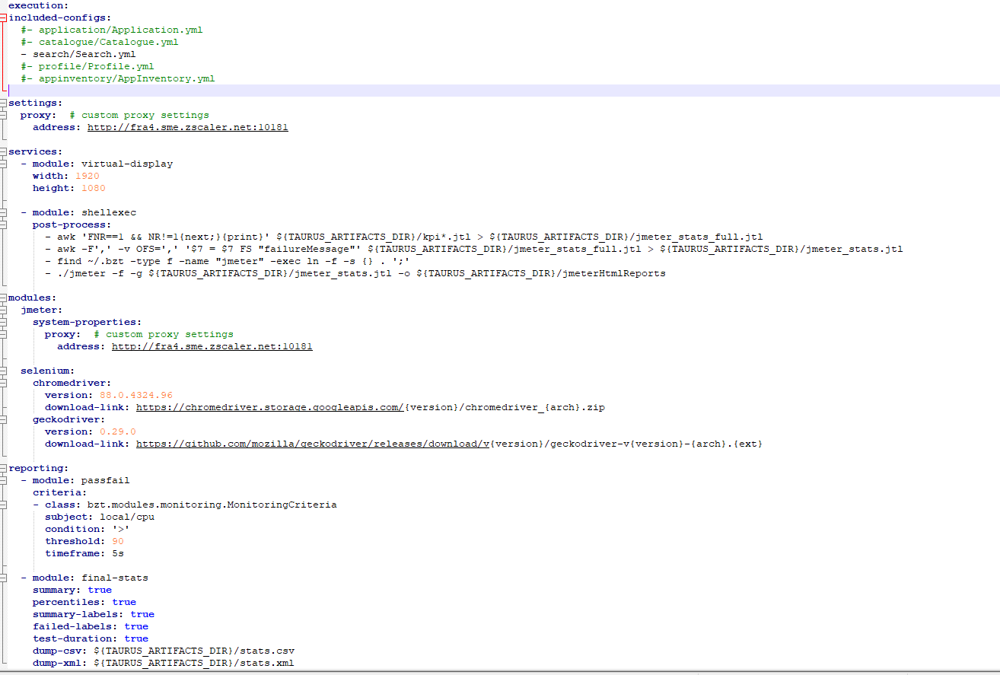 execution:
included-configs:
  #- application/Application.yml
  #- catalogue/Catalogue.yml
  - search/Search.yml
  #- profile/Profile.yml
  #- appinventory/AppInventory.yml

settings:
  proxy:  # custom proxy settings
    address: http://fra4.sme.zscaler.net:10181

services:
  - module: virtual-display
    width: 1920
    height: 1080

  - module: shellexec
    post-process:
      - awk 'FNR==1 && NR!=1{next;}{print}' ${TAURUS_ARTIFACTS_DIR}/kpi*.jtl > ${TAURUS_ARTIFACTS_DIR}/jmeter_stats_full.jtl
      - awk -F',' -v OFS=',' '$7 = $7 FS "failureMessage"' ${TAURUS_ARTIFACTS_DIR}/jmeter_stats_full.jtl > ${TAURUS_ARTIFACTS_DIR}/jmeter_stats.jtl
      - find ~/.bzt -type f -name "jmeter" -exec ln -f -s {} . ';'
      - ./jmeter -f -g ${TAURUS_ARTIFACTS_DIR}/jmeter_stats.jtl -o ${TAURUS_ARTIFACTS_DIR}/jmeterHtmlReports

modules:
  jmeter:
    system-properties:
      proxy:  # custom proxy settings
        address: http://fra4.sme.zscaler.net:10181

  selenium:
    chromedriver:
      version: 88.0.4324.96
      download-link: https://chromedriver.storage.googleapis.com/{version}/chromedriver_{arch}.zip
    geckodriver:
      version: 0.29.0
      download-link: https://github.com/mozilla/geckodriver/releases/download/v{version}/geckodriver-v{version}-{arch}.{ext}

reporting:
  - module: passfail
    criteria:
    - class: bzt.modules.monitoring.MonitoringCriteria
      subject: local/cpu
      condition: '>'
      threshold: 90
      timeframe: 5s

  - module: final-stats
    summary: true
    percentiles: true
    summary-labels: true
    failed-labels: true
    test-duration: true
    dump-csv: ${TAURUS_ARTIFACTS_DIR}/stats.csv
    dump-xml: ${TAURUS_ARTIFACTS_DIR}/stats.xml